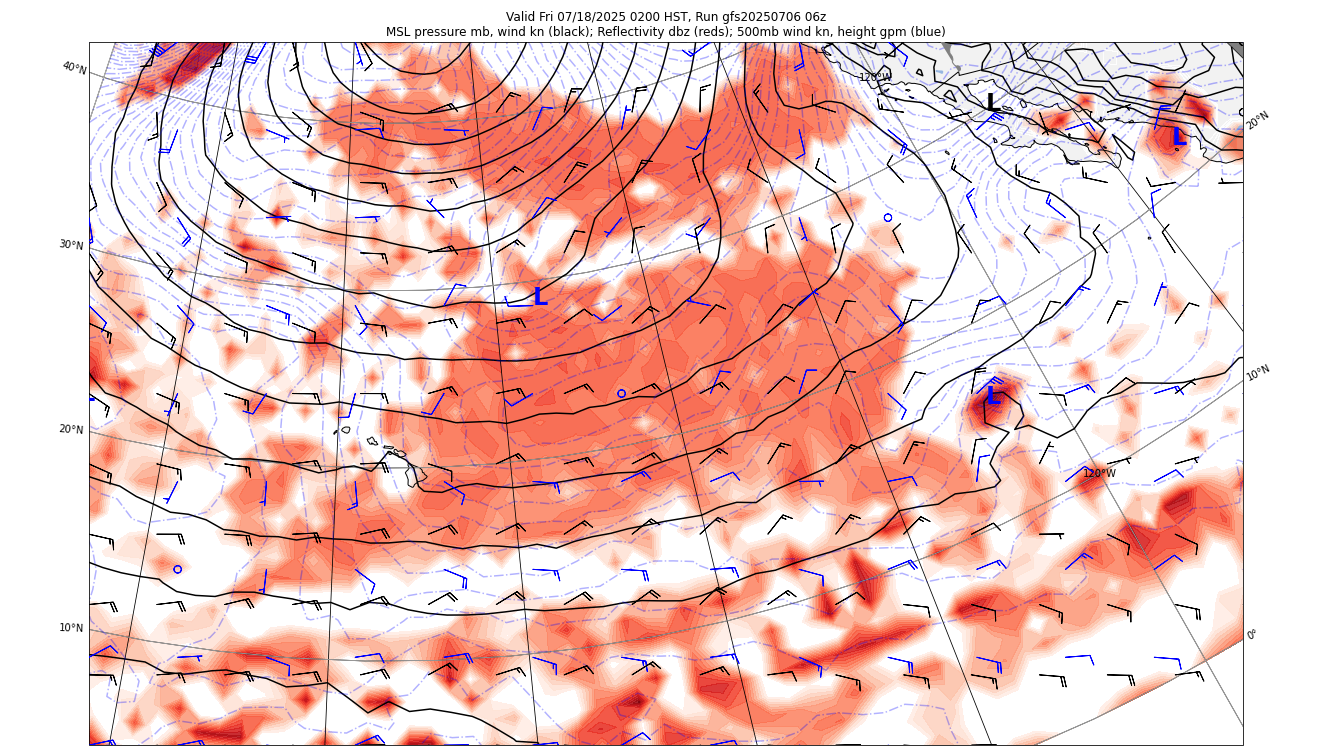 Valid Fri 07/18/2025 0200 HST, Run gfs20250706 06z
MSL pressure mb, wind kn (black); Reflectivity dbz (reds); 500mb wind kn, height gpm (blue)
40°N
120°W
L
L
20°N
30°N
L
10°N
L
20°N
120°W
10°N
0°